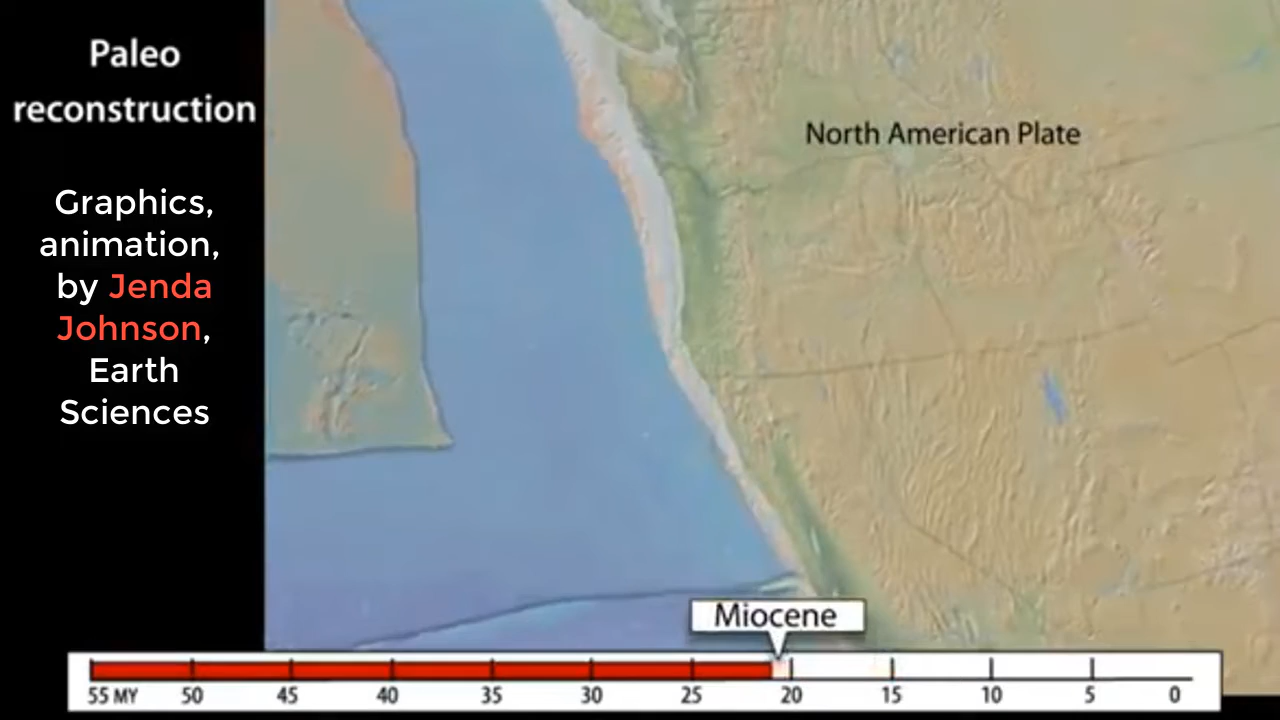 Paleo
reconstruction
Graphics,
animation,
by Jenda
Johnson,
Earth
Sciences
North American Plate
Miocene
55 MY 50 45 40 35 30 25 20 15 10 5 0